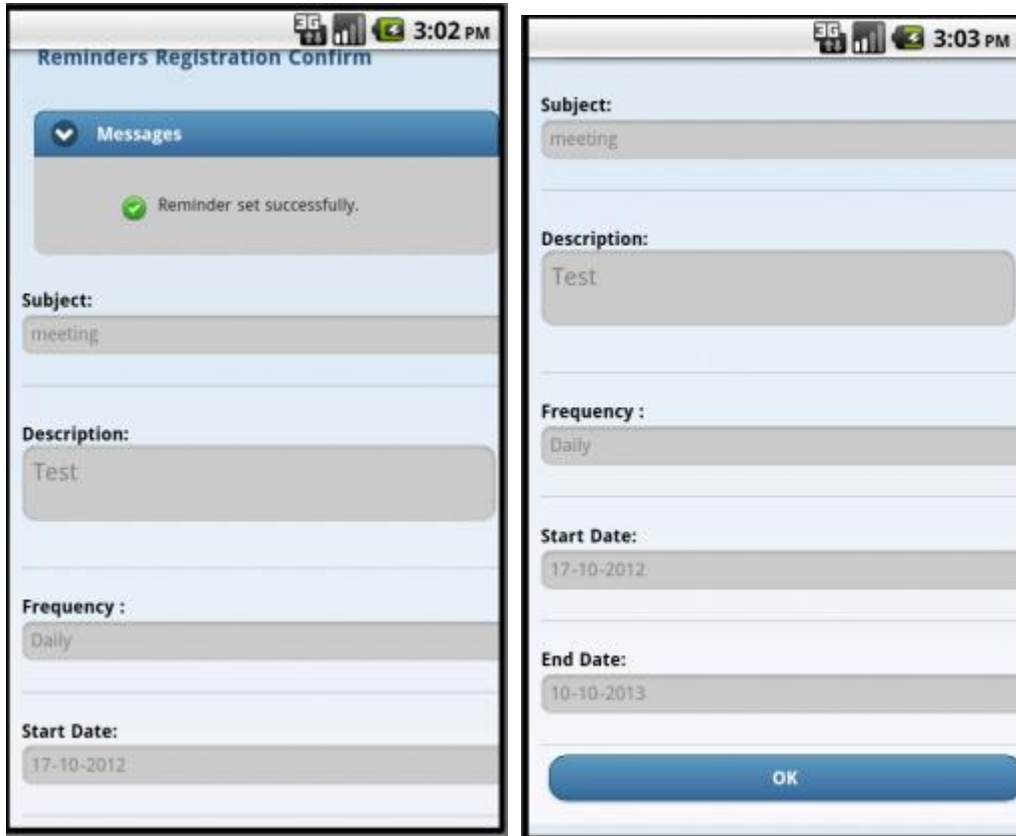 3G 3:02 PM
Reminders Registration Confirm
Messages
Reminder set successfully.
Subject:
meeting
Description:
Test
Frequency :
Daily
Start Date:
17-10-2012
3G 3:03 PM
Subject:
meeting
Description:
Test
Frequency :
Daily
Start Date:
17-10-2012
End Date:
10-10-2013
OK